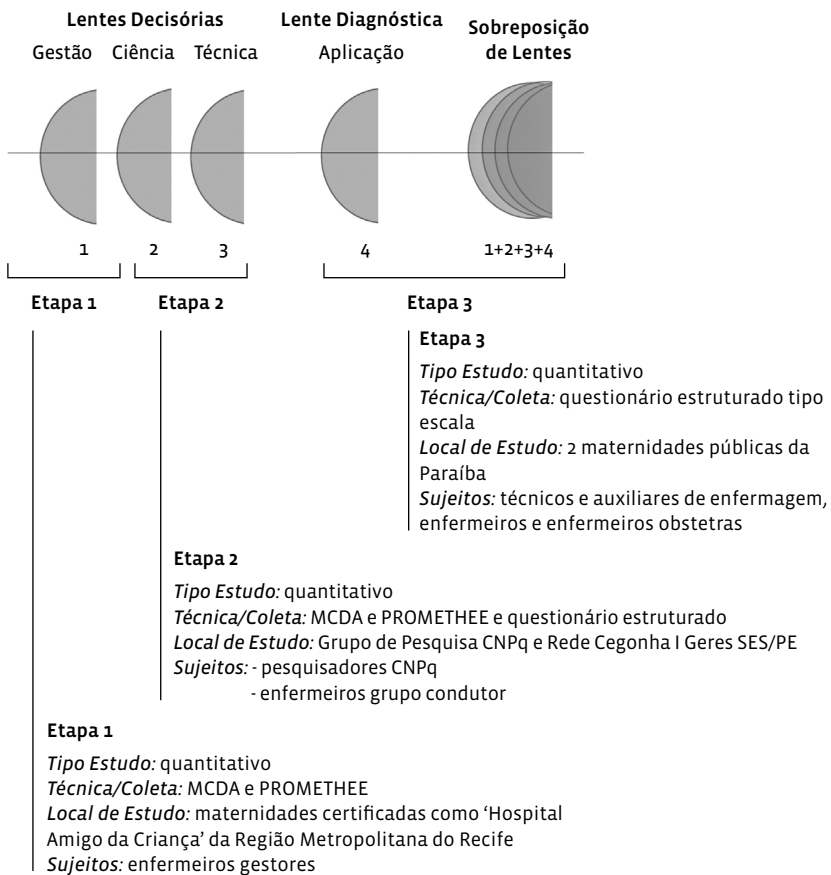 Lentes Decisórias
Lente Diagnóstica
Sobreposição
de Lentes
Gestão
Ciência
Técnica
Aplicação
1
2
3
4
1+2+3+4
Etapa 1
Etapa 2
Etapa 3
Etapa 3
Tipo Estudo: quantitativo
Técnica/Coleta: questionário estruturado tipo
escala
Local de Estudo: 2 maternidades públicas da
Paraíba
Sujeitos: técnicos e auxiliares de enfermagem,
enfermeiros e enfermeiros obstetras
Etapa 2
Tipo Estudo: quantitativo
Técnica/Coleta: MCDA e PROMETHEE e questionário estruturado
Local de Estudo: Grupo de Pesquisa CNPq e Rede Cegonha I Geres SES/PE
Sujeitos: - pesquisadores CNPq
- enfermeiros grupo condutor
Etapa 1
Tipo Estudo: quantitativo
Técnica/Coleta: MCDA e PROMETHEE
Local de Estudo: maternidades certificadas como ‘Hospital
Amigo da Criança’ da Região Metropolitana do Recife
Sujeitos: enfermeiros gestores